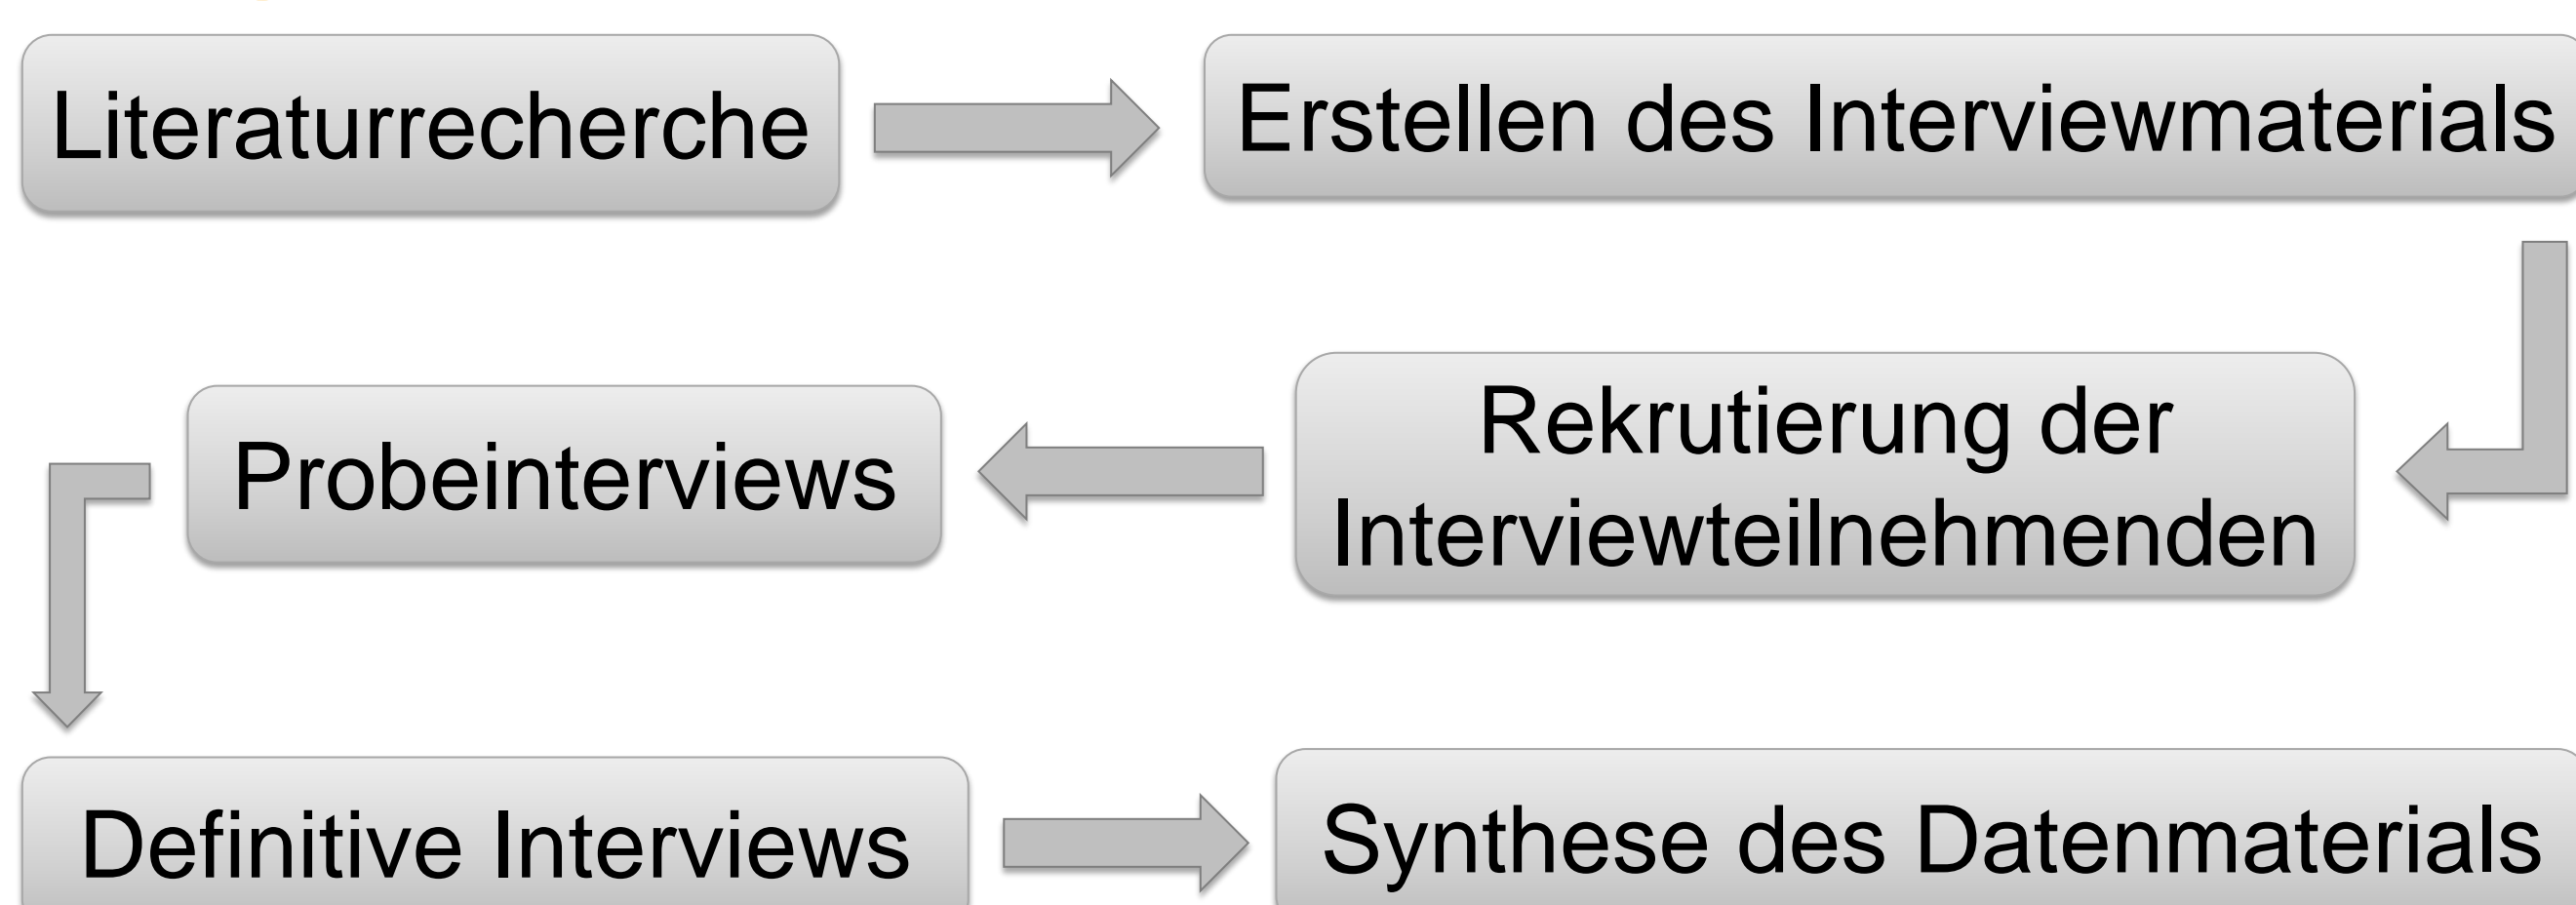 Literaturrecherche
Erstellen des Interviewmaterials
Rekrutierung der
Interviewteilnehmenden
Probeinterviews
Definitive Interviews
Synthese des Datenmaterials